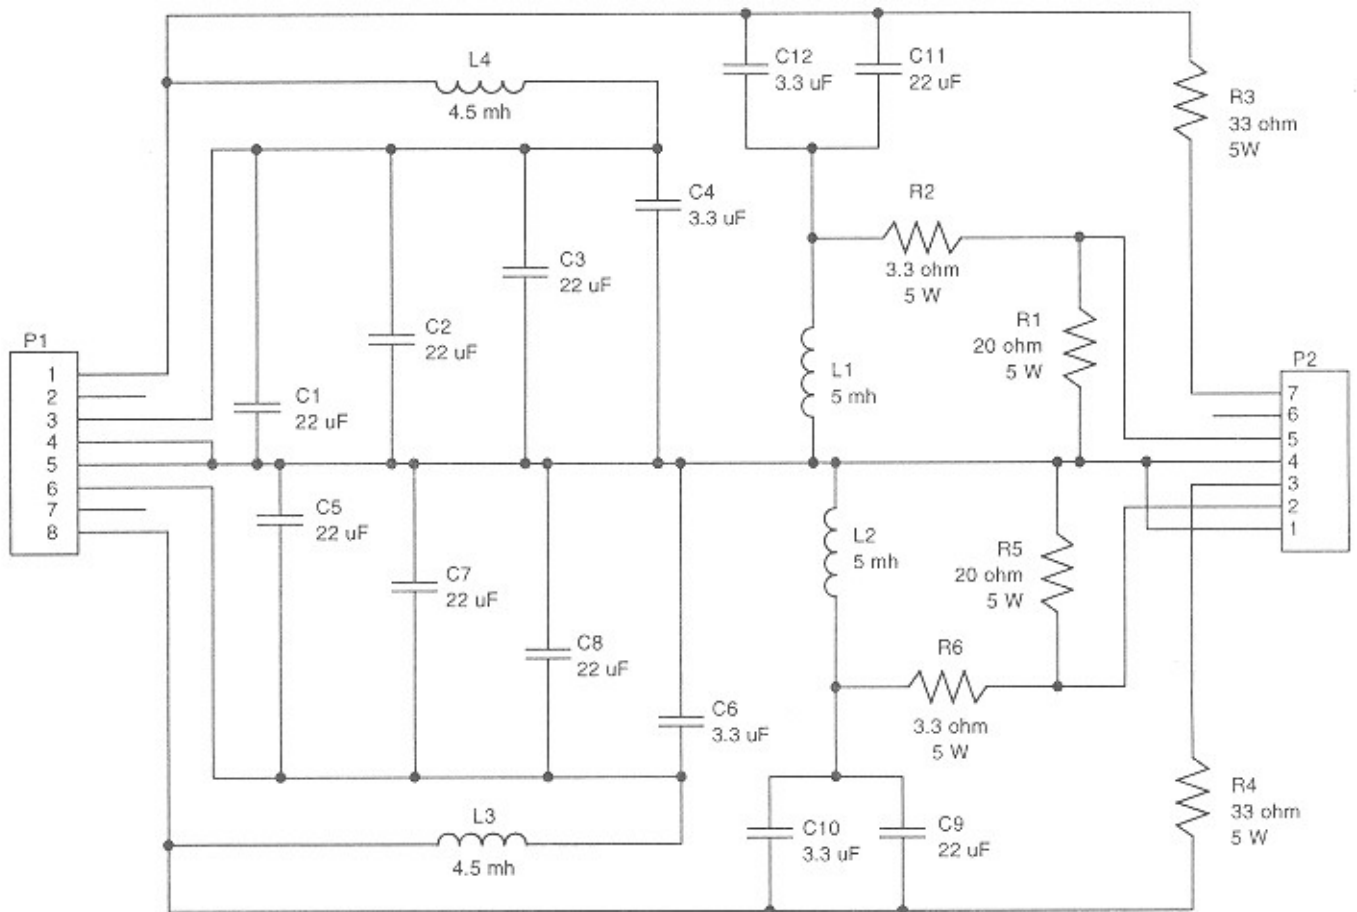 L4
4.5 mh
C12
3.3 uF
C11
22 uF
R3
33 ohm
5W
C4
3.3 uF
R2
3.3 ohm
5 W
C3
22 uF
C2
22 uF
C1
22 uF
R1
20 ohm
5 W
L1
5 mh
P1
1
2
3
4
5
6
7
8
P2
7
6
5
4
3
2
1
C5
22 uF
C7
22 uF
C8
22 uF
C6
3.3 uF
L2
5 mh
R5
20 ohm
5 W
R6
3.3 ohm
5 W
L3
4.5 mh
C10
3.3 uF
C9
22 uF
R4
33 ohm
5 W